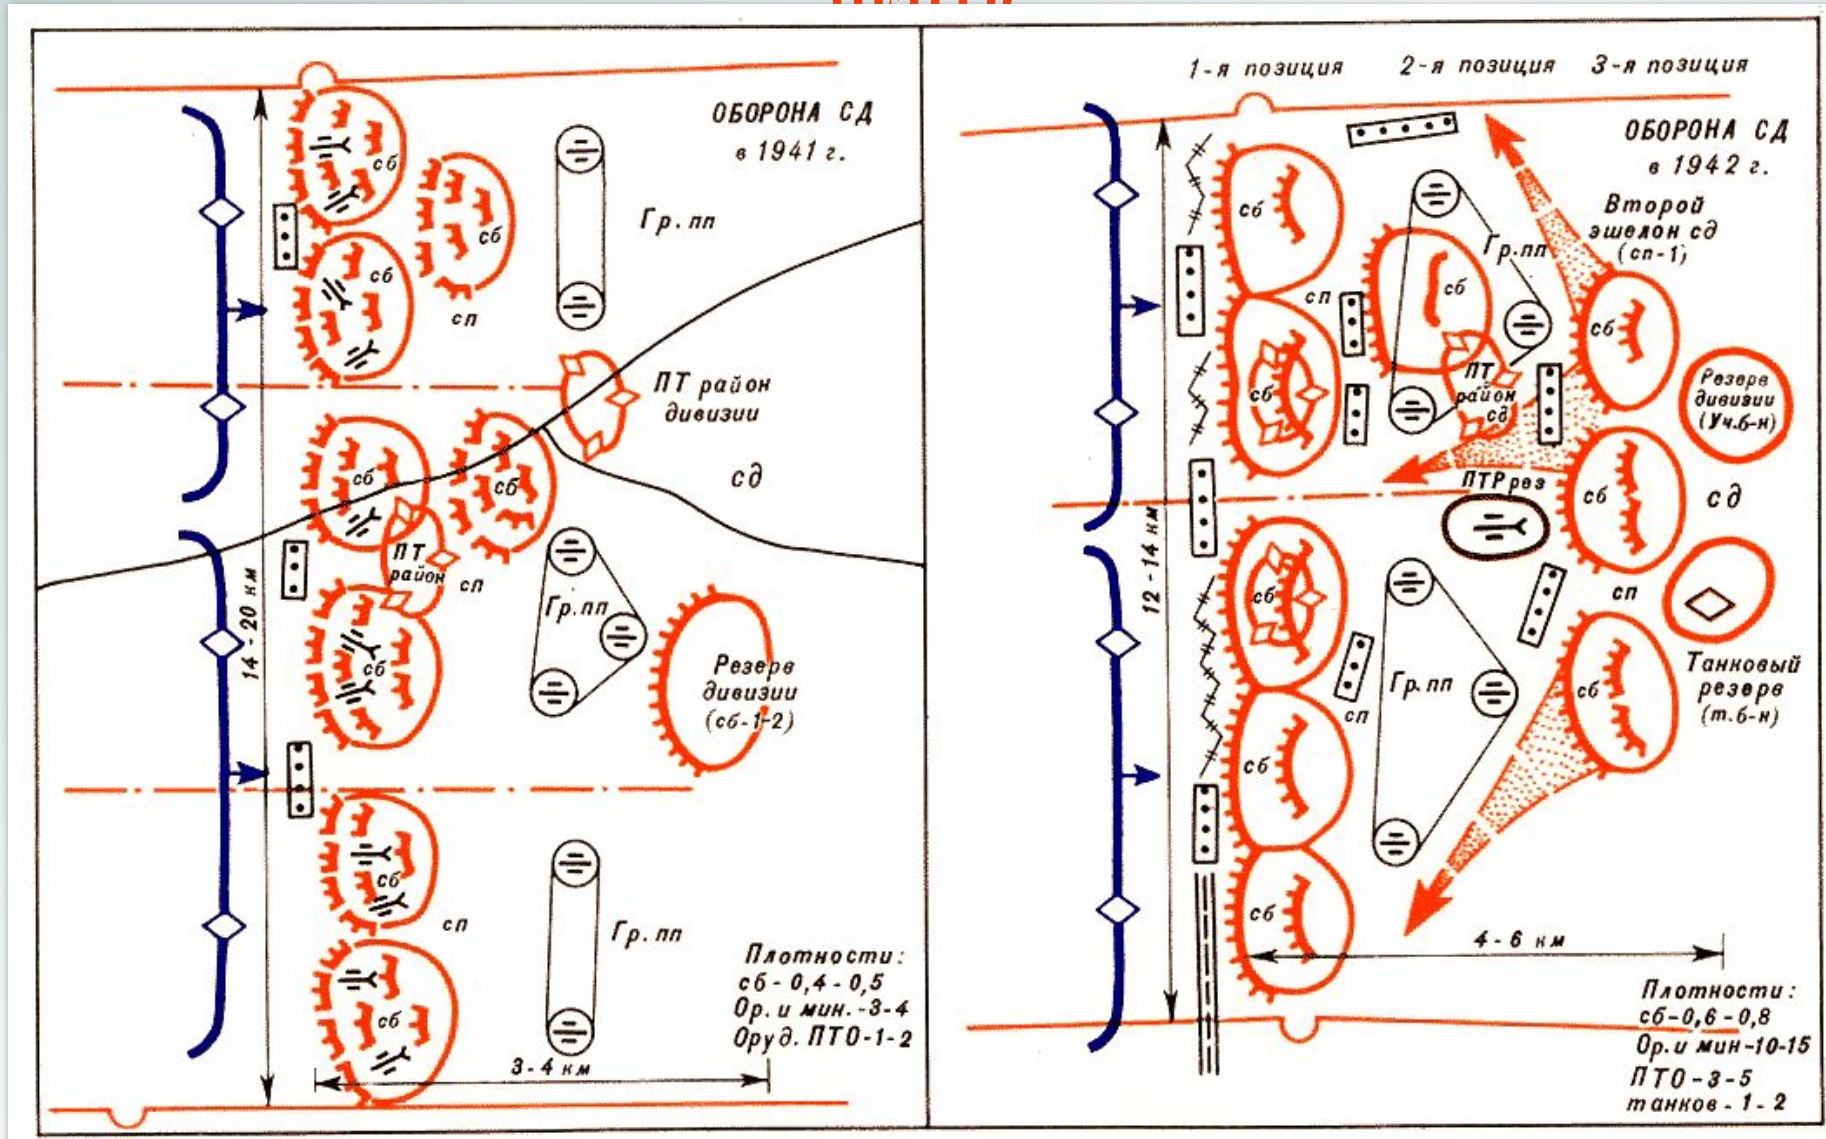 ОБОРОНА СД
в 1941 г.
сб
сб
сб
Гр. пп
сп
ПТ район
дивизии
сб
сб
сд
ПТ
район
сп
14 - 20 км
Гр. пп
сб
Резерв
дивизии
(сб-1-2)
сб
сп
Гр. пп
сб
Плотности:
сб - 0,4 - 0,5
Ор. и мин. -3-4
Оруд. ПТО-1-2
3-4 км
1-я позиция
2-я позиция
3-я позиция
ОБОРОНА СД
в 1942 г.
Второй
эшелон сд
(сп-1)
сб
Гр. пп
сп
сб
сб
сб
ПТ
район
сд
Резерв
дивизии
(Уч.б-н)
ПТР рез
сб
сд
12-14 км
сб
сп
Гр. пп
сп
сб
Танковый
резерв
(т.б-н)
сб
сб
4 - 6 км
Плотности:
сб-0,6 - 0,8
Ор. и мин-10-15
ПТО - 3 - 5
танков - 1 - 2